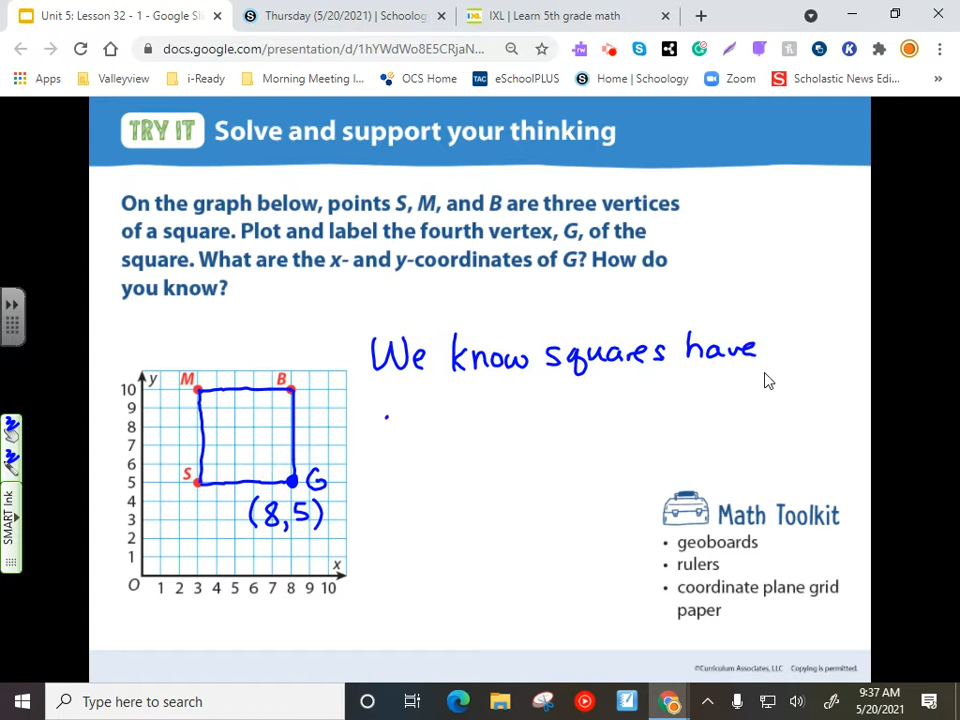 Unit 5: Lesson 32 - 1 - Google Sli
Thursday (5/20/2021) | Schoolog
IXL | Learn 5th grade math
docs.google.com/presentation/d/1hYWdWo8E5CRjaN...
Apps
Valleyview
i-Ready
Morning Meetin...
OCS Home
TAC
eSchoolPLUS
Home | Schoology
Zoom
Scholastic News Edi...
»
TRY IT Solve and support your thinking
On the graph below, points S, M, and B are three vertices
of a square. Plot and label the fourth vertex, G, of the
square. What are the x- and y-coordinates of G? How do
you know?
We know squares have
y
M
B
10
9
8
7
6
S
5
G
4
(8,5)
3
2
1
x
O
1 2 3 4 5 6 7 8 9 10
Math Toolkit
• geoboards
• rulers
• coordinate plane grid
paper
SMART Ink
©Curriculum Associates, LLC Copying is permitted.
Type here to search
9:37 AM
5/20/2021